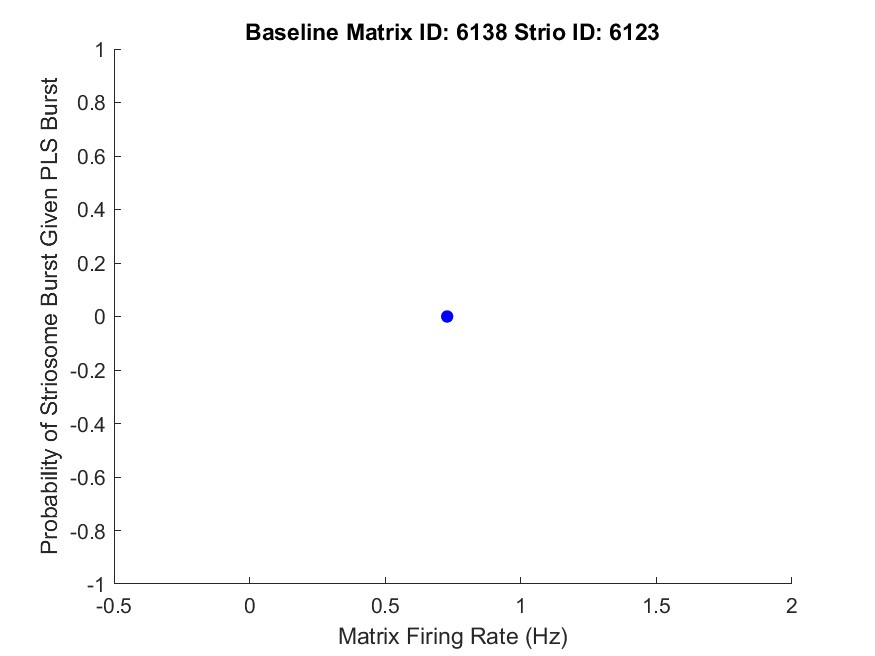 Baseline Matrix ID: 6138 Strio ID: 6123
Probability of Striosome Burst Given PLS Burst
1
0.8
0.6
0.4
0.2
0
-0.2
-0.4
-0.6
-0.8
-1
-0.5 0 0.5 1 1.5 2
Matrix Firing Rate (Hz)